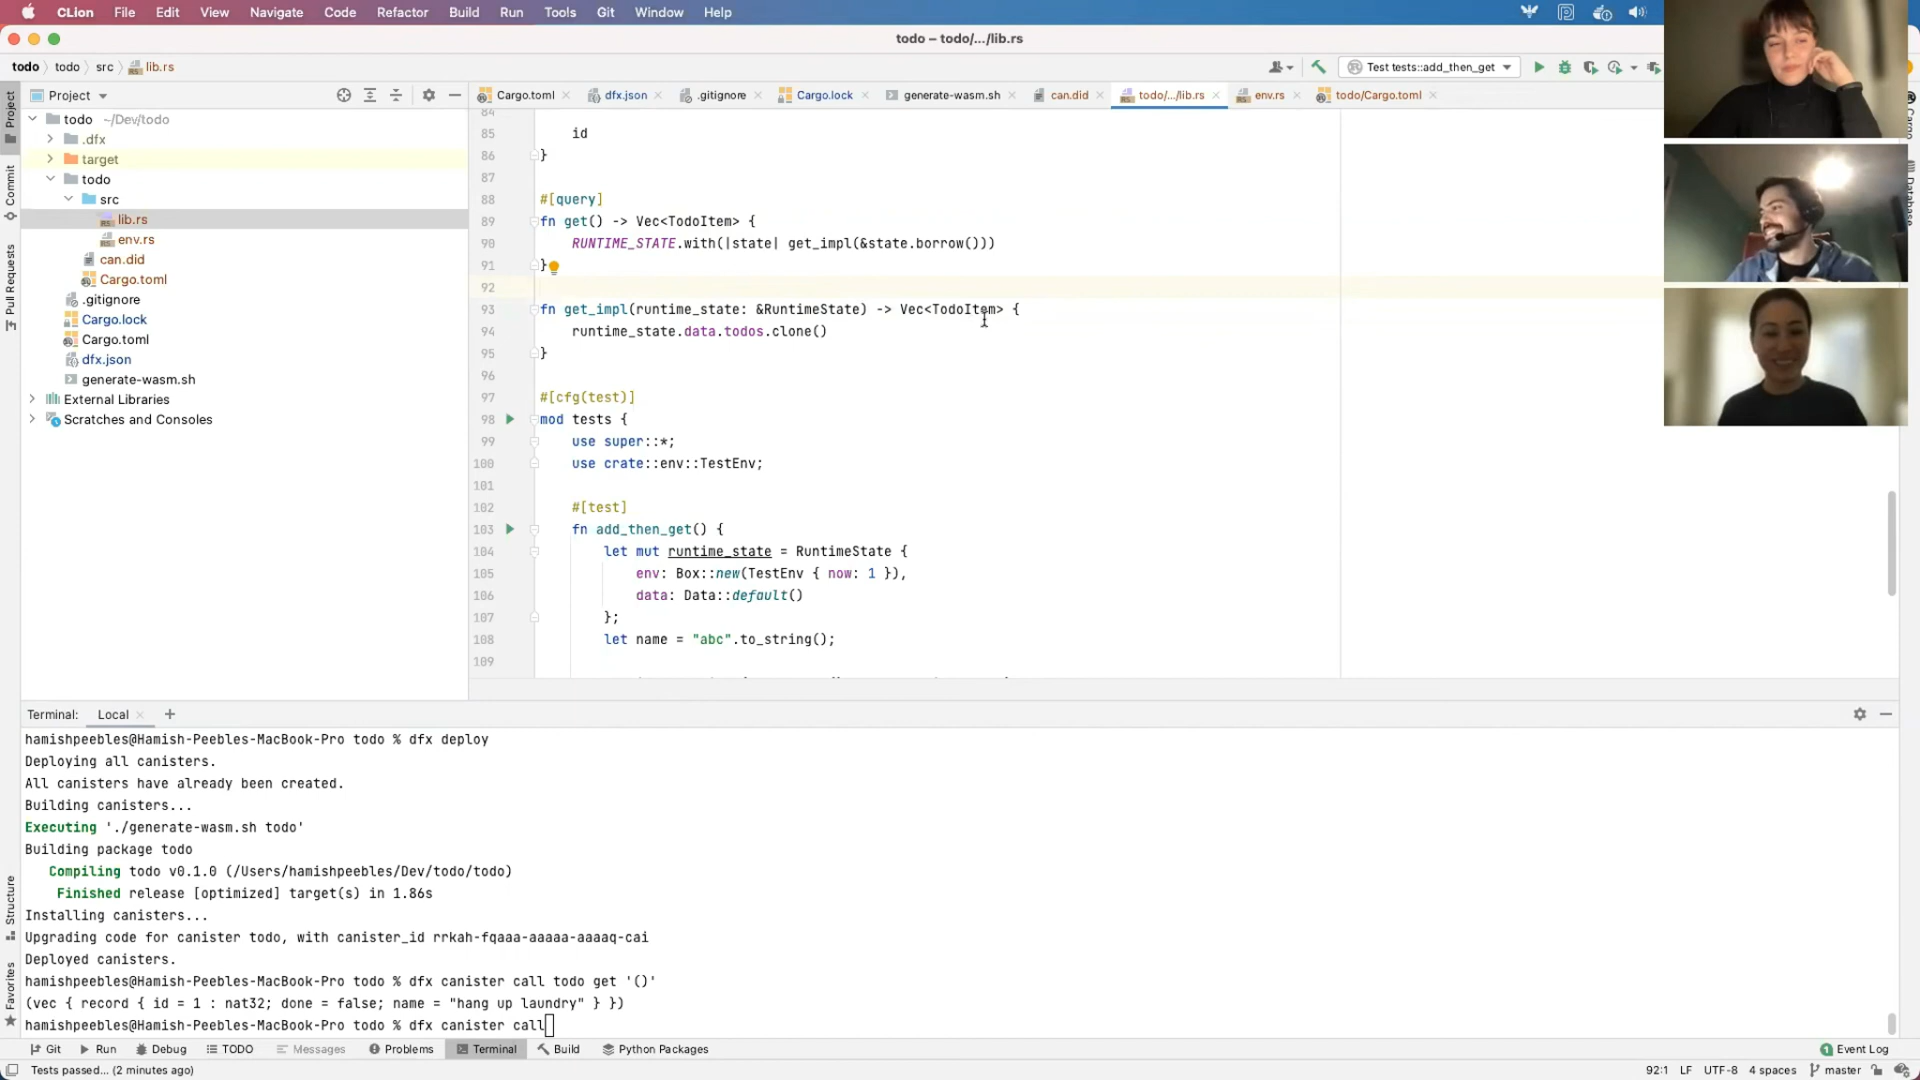 CLion File Edit View Navigate Code Refactor Build Run Tools Git Window Help
todo – todo/.../lib.rs
todo todo src lib.rs
Test tests::add_then_get
Project
Cargo.toml dfx.json .gitignore Cargo.lock generate-wasm.sh can.did todo/.../lib.rs env.rs todo/Cargo.toml
todo ~/Dev/todo
.dfx
target
todo
src
lib.rs
env.rs
can.did
Cargo.toml
.gitignore
Cargo.lock
Cargo.toml
dfx.json
generate-wasm.sh
External Libraries
Scratches and Consoles
Project
Commit
Pull Requests
Structure
Favorites
Cargo
Database
84
85 id
86 }
87
88 #[query]
89 fn get() -> Vec<TodoItem> {
90 RUNTIME_STATE.with(|state| get_impl(&state.borrow()))
91 }
92
93 fn get_impl(runtime_state: &RuntimeState) -> Vec<TodoItem> {
94 runtime_state.data.todos.clone()
95 }
96
97 #[cfg(test)]
98 mod tests {
99 use super::*;
100 use crate::env::TestEnv;
101
102 #[test]
103 fn add_then_get() {
104 let mut runtime_state = RuntimeState {
105 env: Box::new(TestEnv { now: 1 }),
106 data: Data::default()
107 };
108 let name = "abc".to_string();
109
Terminal: Local
hamishpeebles@Hamish-Peebles-MacBook-Pro todo % dfx deploy
Deploying all canisters.
All canisters have already been created.
Building canisters...
Executing './generate-wasm.sh todo'
Building package todo
Compiling todo v0.1.0 (/Users/hamishpeebles/Dev/todo/todo)
Finished release [optimized] target(s) in 1.86s
Installing canisters...
Upgrading code for canister todo, with canister_id rrkah-fqaaa-aaaaa-aaaaq-cai
Deployed canisters.
hamishpeebles@Hamish-Peebles-MacBook-Pro todo % dfx canister call todo get '()'
(vec { record { id = 1 : nat32; done = false; name = "hang up laundry" } })
hamishpeebles@Hamish-Peebles-MacBook-Pro todo % dfx canister call
Git Run Debug TODO Messages Problems Terminal Build Python Packages 1 Event Log
Tests passed... (2 minutes ago) 92:1 LF UTF-8 4 spaces master